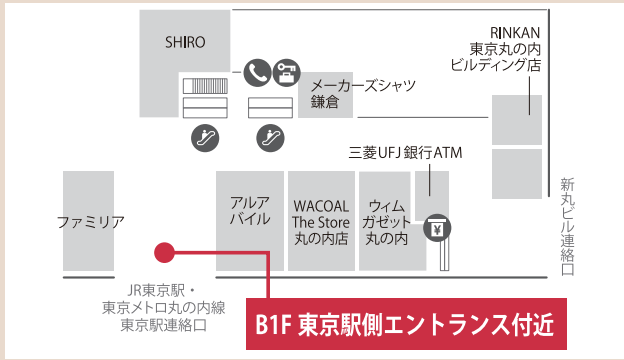 SHIRO
RINKAN
東京丸の内
ビルディング店
メーカーズシャツ
鎌倉
三菱UFJ銀行ATM
ファミリア
アルア
バイル
WACOAL
The Store
丸の内店
ウィム
ガゼット
丸の内
¥
新丸ビル連絡口
JR東京駅・
東京メトロ丸の内線
東京駅連絡口
B1F 東京駅側エントランス付近